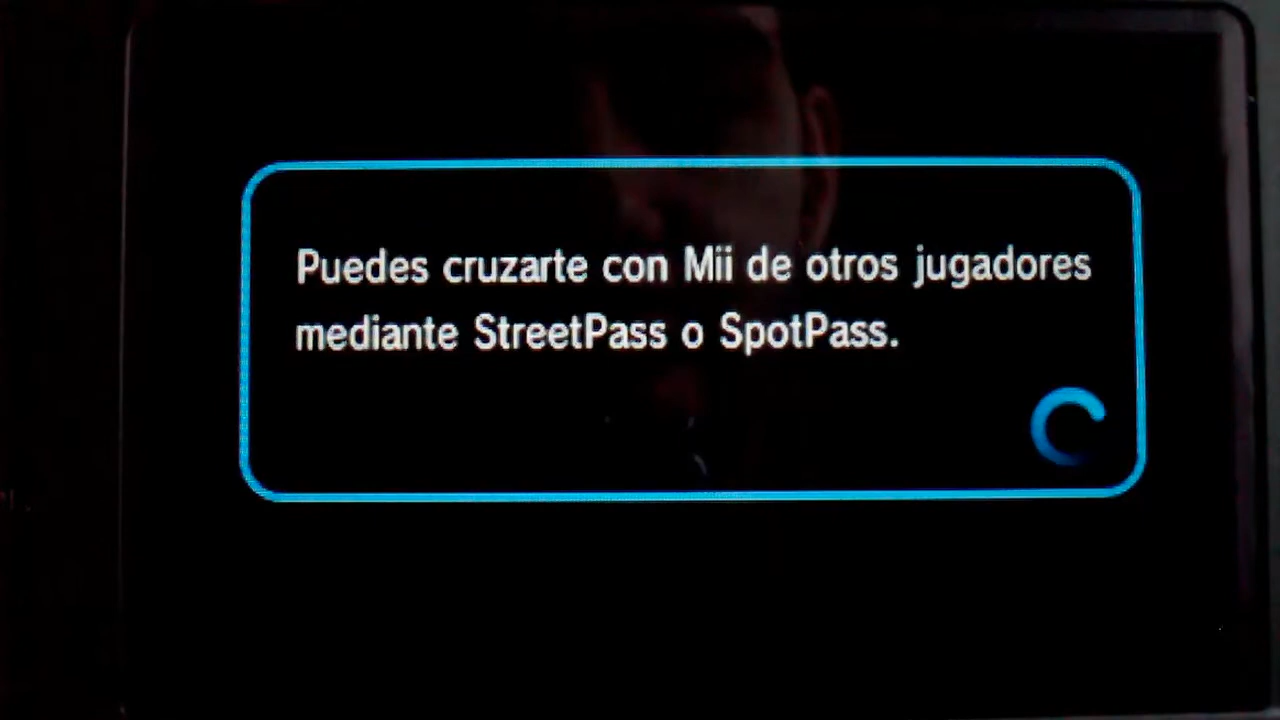 Puedes cruzarte con Mii de otros jugadores
mediante StreetPass o SpotPass.